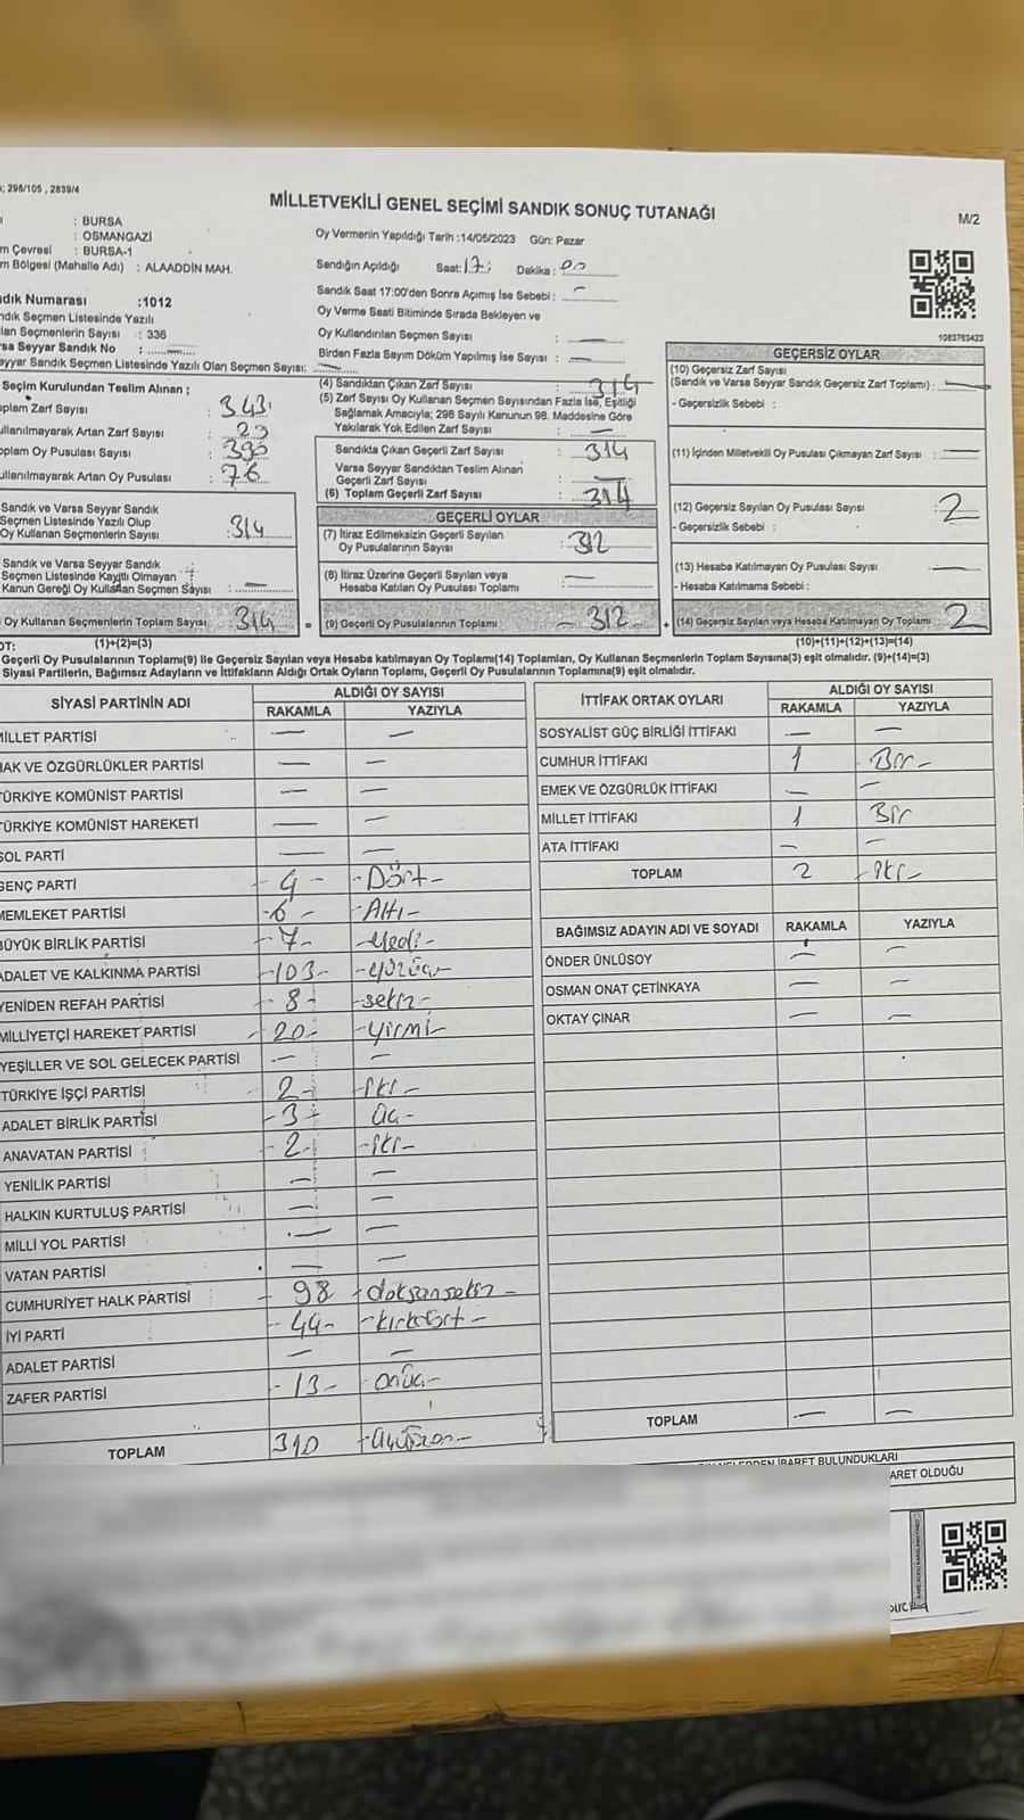 ; 298/105 , 2839/4
MİLLETVEKİLİ GENEL SEÇİMİ SANDIK SONUÇ TUTANAĞI
M/2
: BURSA
: OSMANGAZİ
m Çevresi : BURSA-1
m Bölgesi (Mahalle Adı) : ALAADDİN MAH.
Oy Vermenin Yapıldığı Tarih :14/05/2023 Gün: Pazar
Sandığın Açıldığı Saat: 17: Dakika: 00
Sandık Saat 17:00'den Sonra Açımış İse Sebebi : –
Oy Verme Saati Bitiminde Sırada Bekleyen ve
Oy Kullandırılan Seçmen Sayısı : —
Birden Fazla Sayım Döküm Yapılmış İse Sayısı : —
1083763423
ndık Numarası :1012
ndık Seçmen Listesinde Yazılı
lan Seçmenlerin Sayısı : 336
sa Seyyar Sandık No : —
eyyar Sandık Seçmen Listesinde Yazılı Olan Seçmen Sayısı: —
Seçim Kurulundan Teslim Alınan ;
plam Zarf Sayısı : 343
ullanılmayarak Artan Zarf Sayısı : 29
oplam Oy Pusulası Sayısı : 390
ullanılmayarak Artan Oy Pusulası : 76
Sandık ve Varsa Seyyar Sandık
Seçmen Listesinde Yazılı Olup
Oy Kullanan Seçmenlerin Sayısı :314
Sandık ve Varsa Seyyar Sandık
Seçmen Listesinde Kayıtlı Olmayan
Kanun Gereği Oy Kullanan Seçmen Sayısı : —
Oy Kullanan Seçmenlerin Toplam Sayısı 314
(1)+(2)=(3)
(4) Sandıktan Çıkan Zarf Sayısı : 314
(5) Zarf Sayısı Oy Kullanan Seçmen Sayısından Fazla İse, Eşitliği
Sağlamak Amacıyla; 298 Sayılı Kanunun 98. Maddesine Göre
Yakılarak Yok Edilen Zarf Sayısı : —
Sandıkta Çıkan Geçerli Zarf Sayısı : 314
Varsa Seyyar Sandıktan Teslim Alınan
Geçerli Zarf Sayısı : —
(6) Toplam Geçerli Zarf Sayısı : 314
GEÇERLİ OYLAR
(7) İtiraz Edilmeksizin Geçerli Sayılan
Oy Pusulalarının Sayısı : 312
(8) İtiraz Üzerine Geçerli Sayılan veya
Hesaba Katılan Oy Pusulası Toplamı : —
= (9) Geçerli Oy Pusulalarının Toplamı – 312
GEÇERSİZ OYLAR
(10) Geçersiz Zarf Sayısı
(Sandık ve Varsa Seyyar Sandık Geçersiz Zarf Toplamı) : —
- Geçersizlik Sebebi :
(11) İçinden Milletvekili Oy Pusulası Çıkmayan Zarf Sayısı : —
(12) Geçersiz Sayılan Oy Pusulası Sayısı : 2
- Geçersizlik Sebebi :
(13) Hesaba Katılmayan Oy Pusulası Sayısı : —
- Hesaba Katılmama Sebebi :
+ (14) Geçersiz Sayılan veya Hesaba Katılmayan Oy Toplamı 2
(10)+(11)+(12)+(13)=(14)
OT:
Geçerli Oy Pusulalarının Toplamı(9) ile Geçersiz Sayılan veya Hesaba katılmayan Oy Toplamı(14) Toplamları, Oy Kullanan Seçmenlerin Toplam Sayısına(3) eşit olmalıdır. (9)+(14)=(3)
Siyasi Partilerin, Bağımsız Adayların ve İttifakların Aldığı Ortak Oyların Toplamı, Geçerli Oy Pusulalarının Toplamına(9) eşit olmalıdır.
SİYASİ PARTİNİN ADI ALDIĞI OY SAYISI
RAKAMLA YAZIYLA
MİLLET PARTİSİ — —
HAK VE ÖZGÜRLÜKLER PARTİSİ — —
TÜRKİYE KOMÜNİST PARTİSİ — —
TÜRKİYE KOMÜNİST HAREKETİ — —
SOL PARTİ — —
GENÇ PARTİ - 4 - -Dört-
MEMLEKET PARTİSİ -6- -Altı-
BÜYÜK BİRLİK PARTİSİ -7- -Yedi-
ADALET VE KALKINMA PARTİSİ -103- -yüzüç-
YENİDEN REFAH PARTİSİ - 8 - -sekiz-
MİLLİYETÇİ HAREKET PARTİSİ - 20 - -yirmi-
YEŞİLLER VE SOL GELECEK PARTİSİ — —
TÜRKİYE İŞÇİ PARTİSİ - 2 - -iki-
ADALET BİRLİK PARTİSİ - 3 - üç-
ANAVATAN PARTİSİ - 2 - -iki-
YENİLİK PARTİSİ — —
HALKIN KURTULUŞ PARTİSİ — —
MİLLİ YOL PARTİSİ — —
VATAN PARTİSİ — —
CUMHURİYET HALK PARTİSİ - 98 -doksansekiz-
İYİ PARTİ - 44- -kırkdört-
ADALET PARTİSİ — —
ZAFER PARTİSİ - 13 - - onüç-
TOPLAM 310 -üçyüzon-
İTTİFAK ORTAK OYLARI ALDIĞI OY SAYISI
RAKAMLA YAZIYLA
SOSYALİST GÜÇ BİRLİĞİ İTTİFAKI — —
CUMHUR İTTİFAKI 1 Bir-
EMEK VE ÖZGÜRLÜK İTTİFAKI — —
MİLLET İTTİFAKI 1 Bir
ATA İTTİFAKI — —
TOPLAM 2 -iki-
BAĞIMSIZ ADAYIN ADI VE SOYADI RAKAMLA YAZIYLA
ÖNDER ÜNLÜSOY — —
OSMAN ONAT ÇETİNKAYA — —
OKTAY ÇINAR — —
TOPLAM — —
İBARET BULUNDUKLARI
ARET OLDUĞU